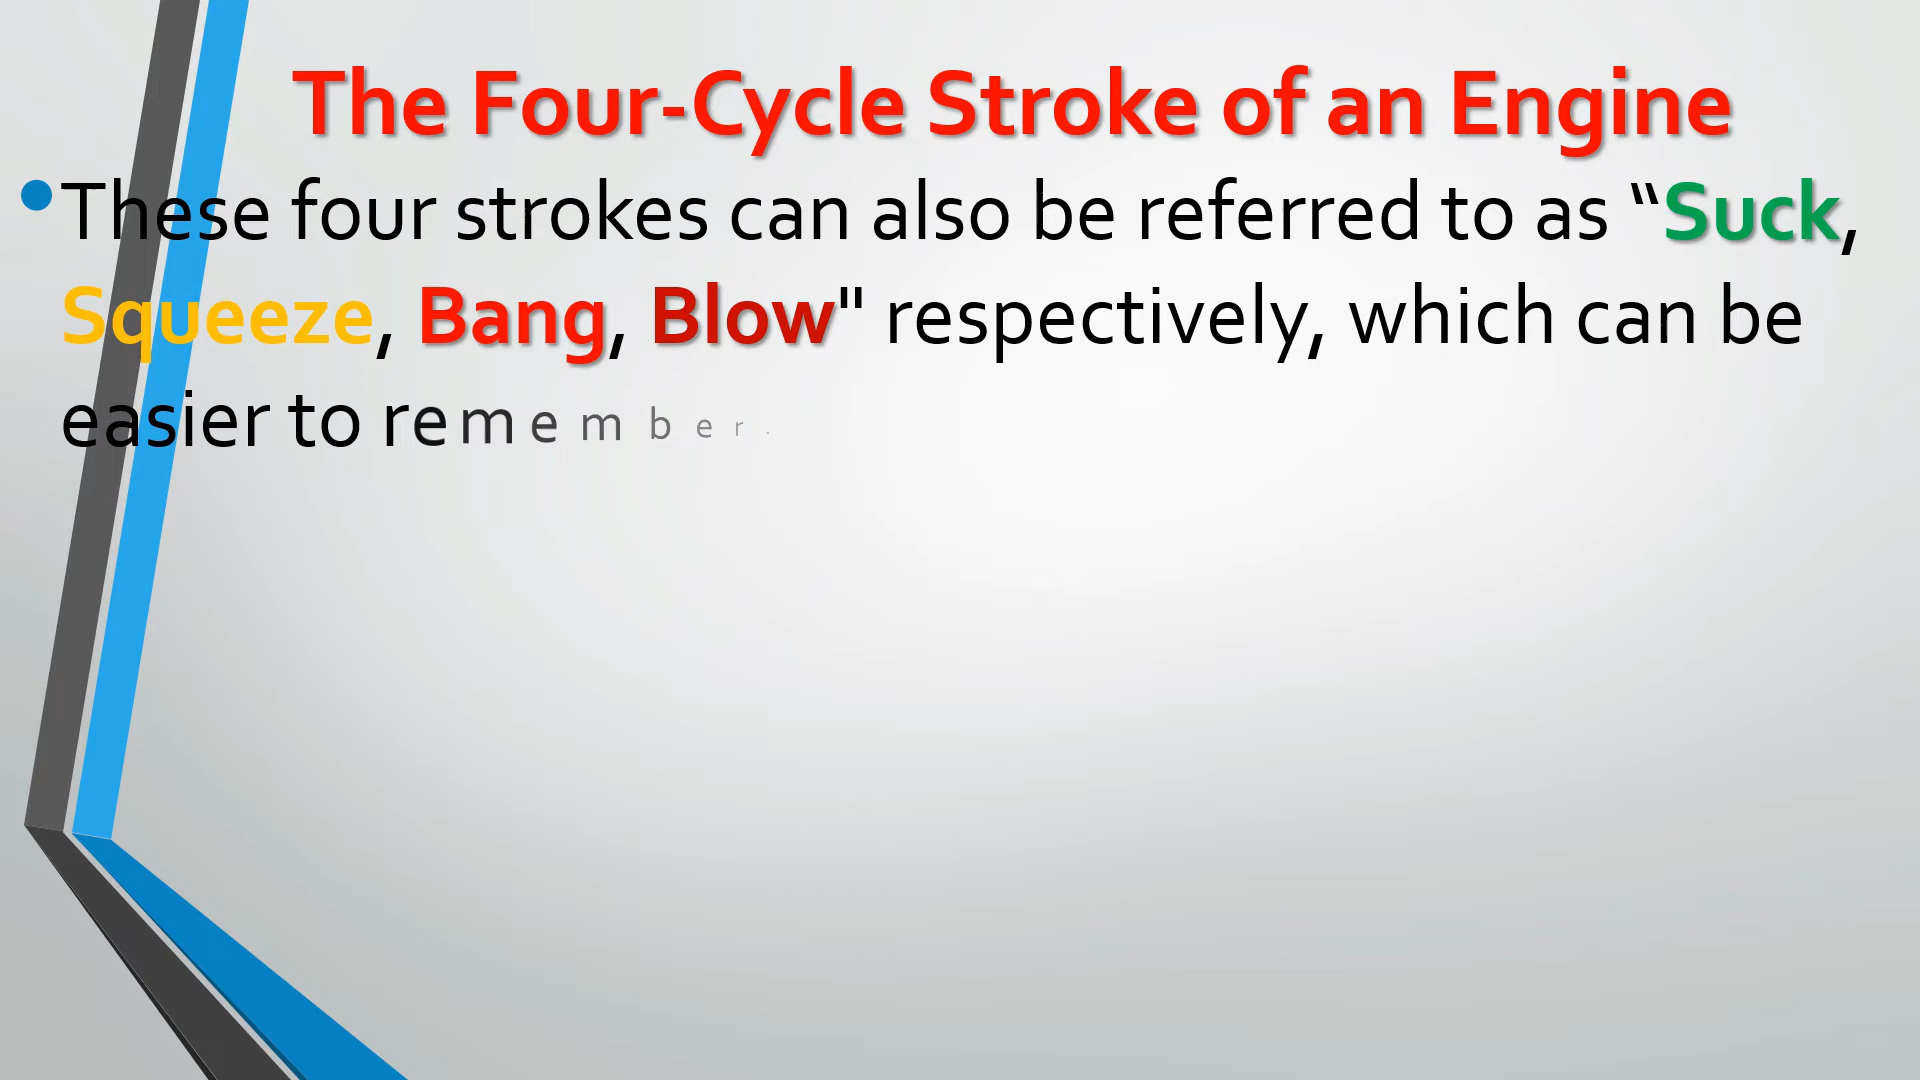 The Four-Cycle Stroke of an Engine
• These four strokes can also be referred to as “Suck,
Squeeze, Bang, Blow" respectively, which can be
easier to remember.